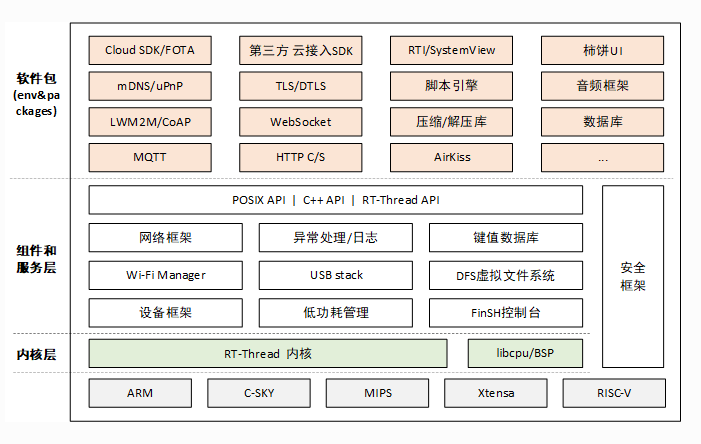 软件包
(env&pa
ckages)
Cloud SDK/FOTA
第三方 云接入SDK
RTI/SystemView
柿饼UI
mDNS/uPnP
TLS/DTLS
脚本引擎
音频框架
LWM2M/CoAP
WebSocket
压缩/解压库
数据库
MQTT
HTTP C/S
AirKiss
...
组件和
服务层
POSIX API | C++ API | RT-Thread API
网络框架
异常处理/日志
键值数据库
Wi-Fi Manager
USB stack
DFS虚拟文件系统
设备框架
低功耗管理
FinSH控制台
安全
框架
内核层
RT-Thread 内核
libcpu/BSP
ARM
C-SKY
MIPS
Xtensa
RISC-V